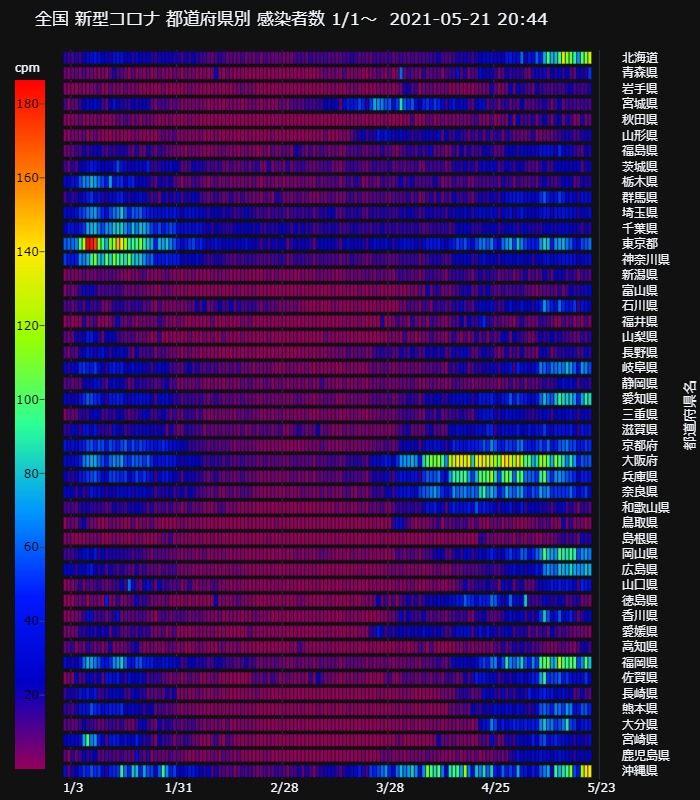 全国 新型コロナ 都道府県別 感染者数 1/1～ 2021-05-21 20:44
cpm
180
160
140
120
100
80
60
40
20
北海道
青森県
岩手県
宮城県
秋田県
山形県
福島県
茨城県
栃木県
群馬県
埼玉県
千葉県
東京都
神奈川県
新潟県
富山県
石川県
福井県
山梨県
長野県
岐阜県
静岡県
愛知県
三重県
滋賀県
京都府
大阪府
兵庫県
奈良県
和歌山県
鳥取県
島根県
岡山県
広島県
山口県
徳島県
香川県
愛媛県
高知県
福岡県
佐賀県
長崎県
熊本県
大分県
宮崎県
鹿児島県
沖縄県
都道府県名
1/3
1/31
2/28
3/28
4/25
5/23